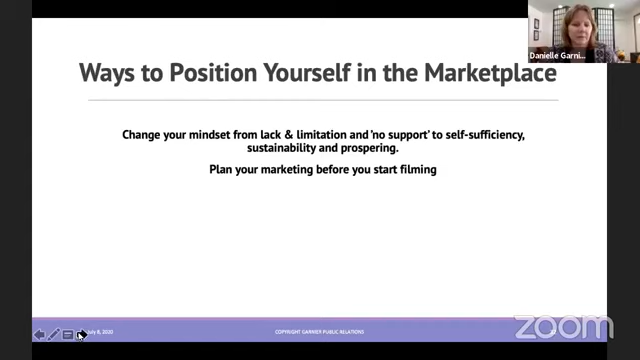 Danielle Garni...
Ways to Position Yourself in the Marketplace
Change your mindset from lack & limitation and 'no support' to self-sufficiency,
sustainability and prospering.
Plan your marketing before you start filming
July 8, 2020
COPYRIGHT GARNIER PUBLIC RELATIONS
zoom